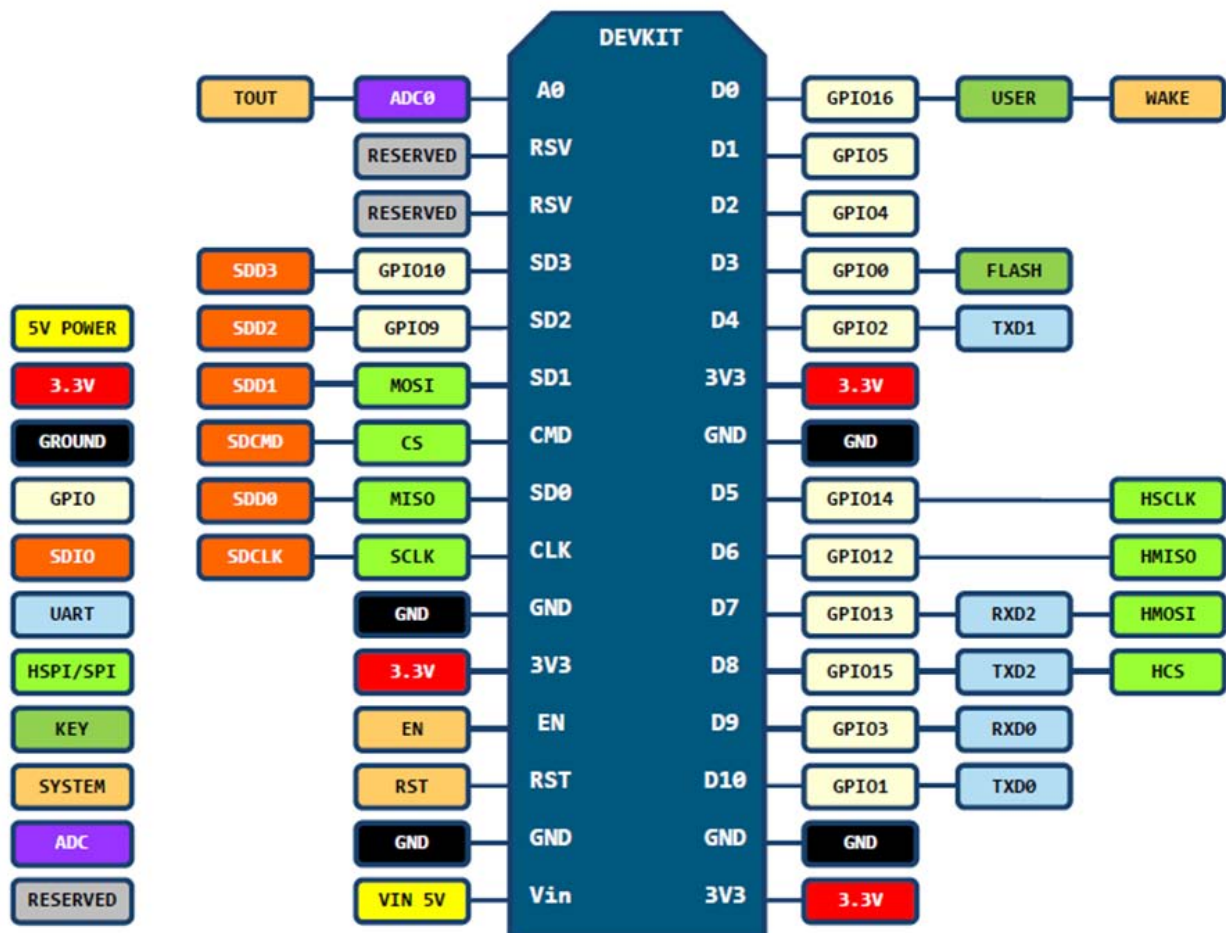 DEVKIT
TOUT ADC0 A0 D0 GPIO16 USER WAKE
RESERVED RSV D1 GPIO5
RESERVED RSV D2 GPIO4
SDD3 GPIO10 SD3 D3 GPIO0 FLASH
5V POWER SDD2 GPIO9 SD2 D4 GPIO2 TXD1
3.3V SDD1 MOSI SD1 3V3 3.3V
GROUND SDCMD CS CMD GND GND
GPIO SDD0 MISO SD0 D5 GPIO14 HSCLK
SDIO SDCLK SCLK CLK D6 GPIO12 HMISO
UART GND GND D7 GPIO13 RXD2 HMOSI
HSPI/SPI 3.3V 3V3 D8 GPIO15 TXD2 HCS
KEY EN EN D9 GPIO3 RXD0
SYSTEM RST RST D10 GPIO1 TXD0
ADC GND GND GND GND
RESERVED VIN 5V Vin 3V3 3.3V